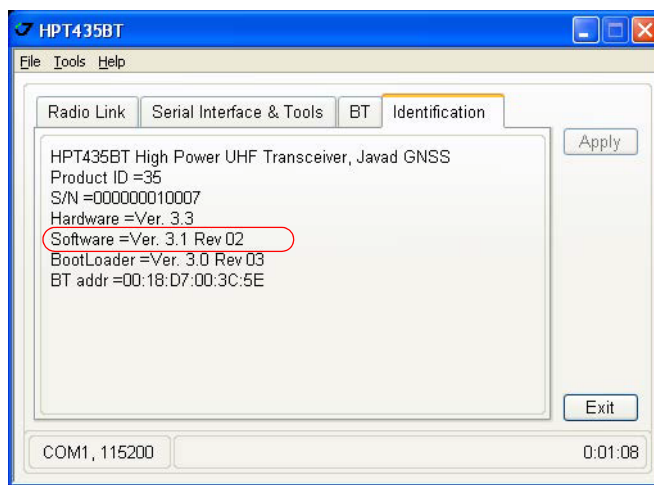 HPT435BT
File Tools Help
Radio Link Serial Interface & Tools BT Identification
Apply
HPT435BT High Power UHF Transceiver, Javad GNSS
Product ID =35
S/N =000000010007
Hardware =Ver. 3.3
Software =Ver. 3.1 Rev 02
BootLoader =Ver. 3.0 Rev 03
BT addr =00:18:D7:00:3C:5E
Exit
COM1, 115200 0:01:08